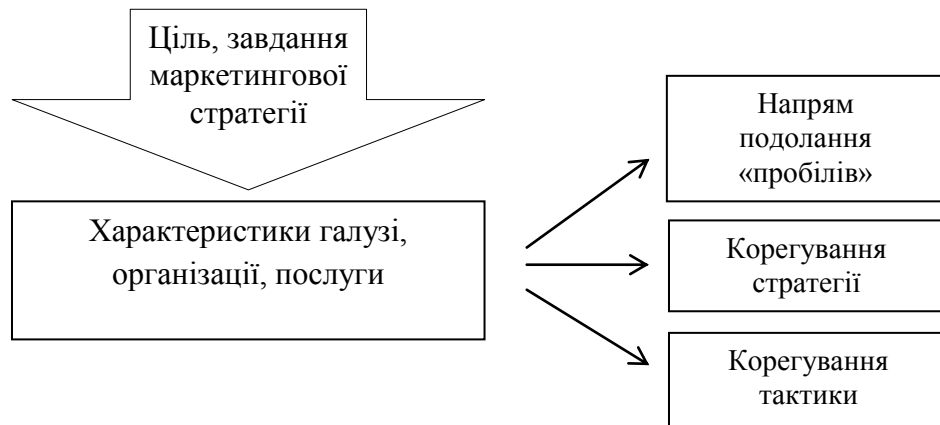 Ціль, завдання
маркетингової
стратегії
Характеристики галузі,
організації, послуги
Напрям
подолання
«пробілів»
Корегування
стратегії
Корегування
тактики